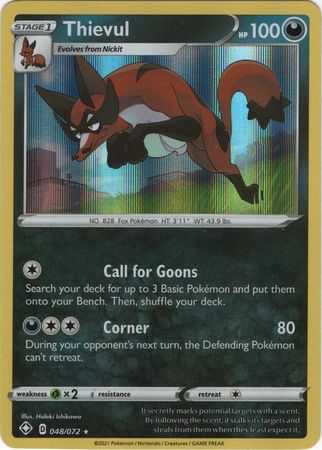 STAGE 1
Thievul
HP 100
Evolves from Nickit
NO. 828 Fox Pokémon HT: 3'11" WT: 43.9 lbs.
Call for Goons
Search your deck for up to 3 Basic Pokémon and put them
onto your Bench. Then, shuffle your deck.
Corner 80
During your opponent's next turn, the Defending Pokémon
can't retreat.
weakness ×2 resistance retreat
Illus. Hideki Ishikawa
It secretly marks potential targets with a scent.
By following the scent, it stalks its targets and
steals from them when they least expect it.
D 048/072 ★
©2021 Pokémon / Nintendo / Creatures / GAME FREAK